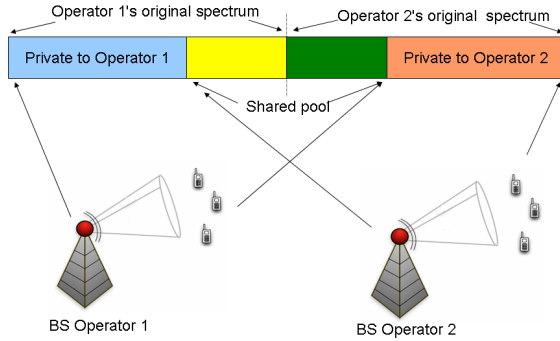 Operator 1's original spectrum
Operator 2's original spectrum
Private to Operator 1
Private to Operator 2
Shared pool
BS Operator 1
BS Operator 2